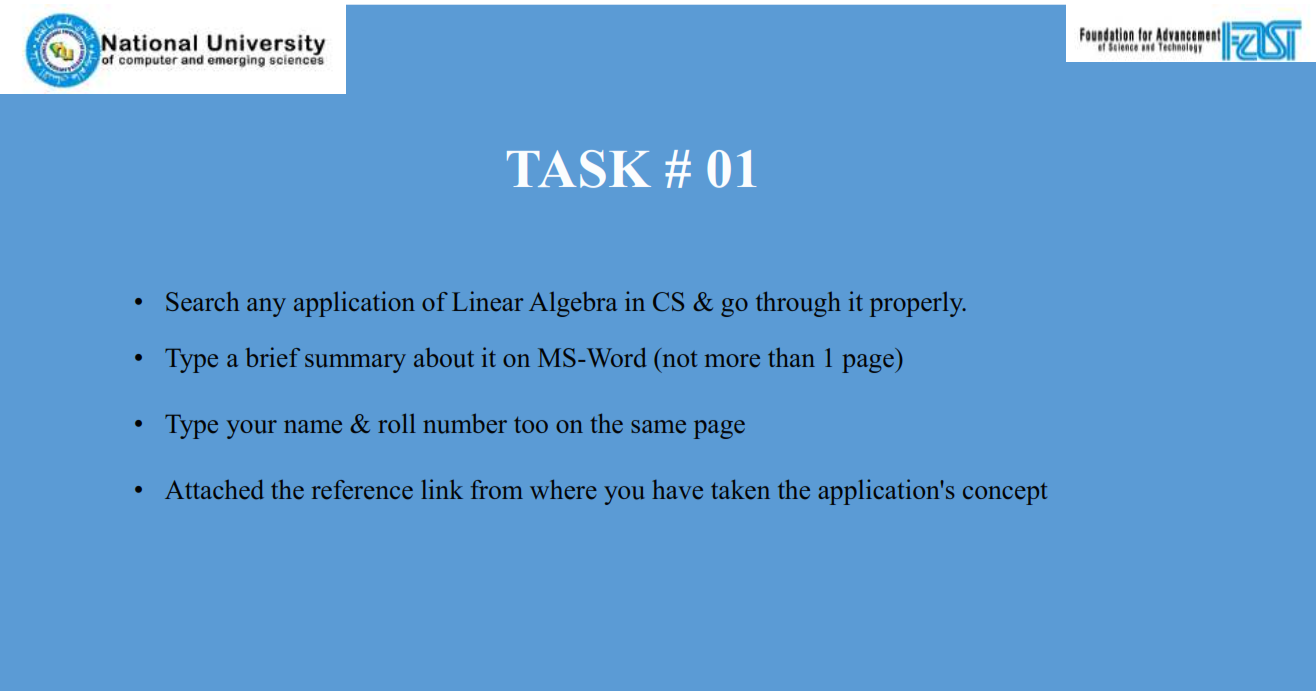 National University
of computer and emerging sciences
Foundation for Advancement
of Science and Technology
FAST
TASK # 01
• Search any application of Linear Algebra in CS & go through it properly.
• Type a brief summary about it on MS-Word (not more than 1 page)
• Type your name & roll number too on the same page
• Attached the reference link from where you have taken the application's concept